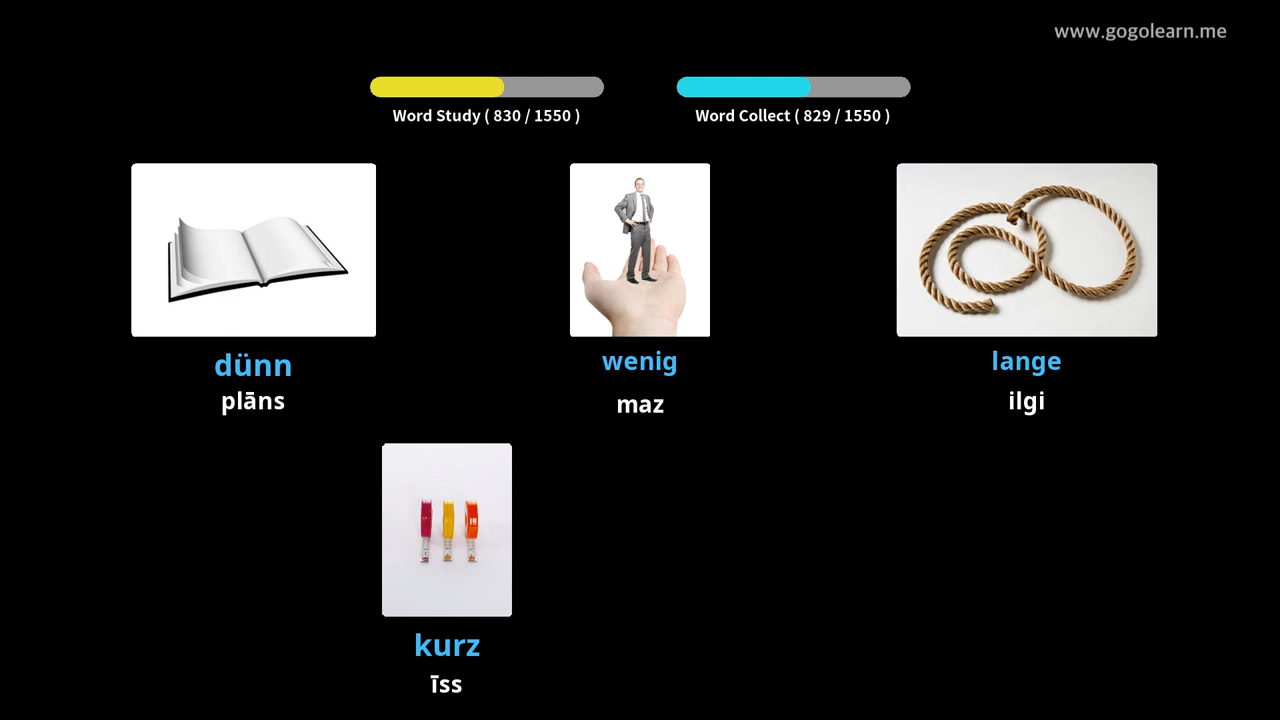 www.gogolearn.me
Word Study ( 830 / 1550 )
Word Collect ( 829 / 1550 )
dünn
plāns
wenig
maz
lange
ilgi
kurz
īss